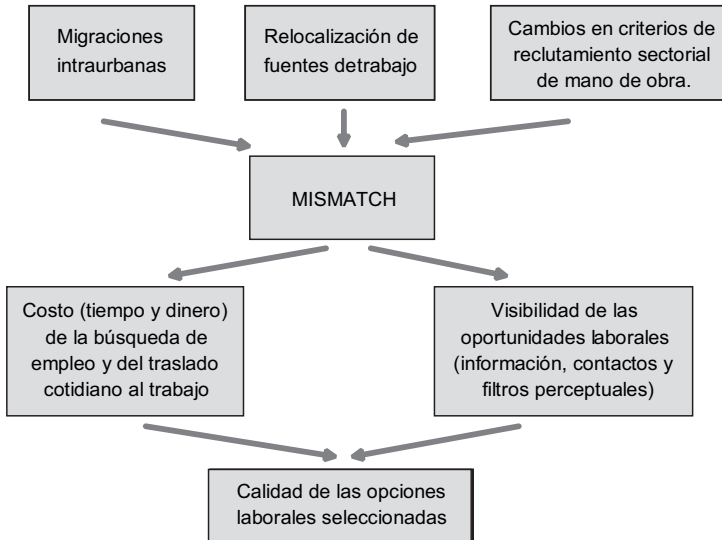 Migraciones
intraurbanas
Relocalización de
fuentes detrabajo
Cambios en criterios de
reclutamiento sectorial
de mano de obra.
MISMATCH
Costo (tiempo y dinero)
de la búsqueda de
empleo y del traslado
cotidiano al trabajo
Visibilidad de las
oportunidades laborales
(información, contactos y
filtros perceptuales)
Calidad de las opciones
laborales seleccionadas